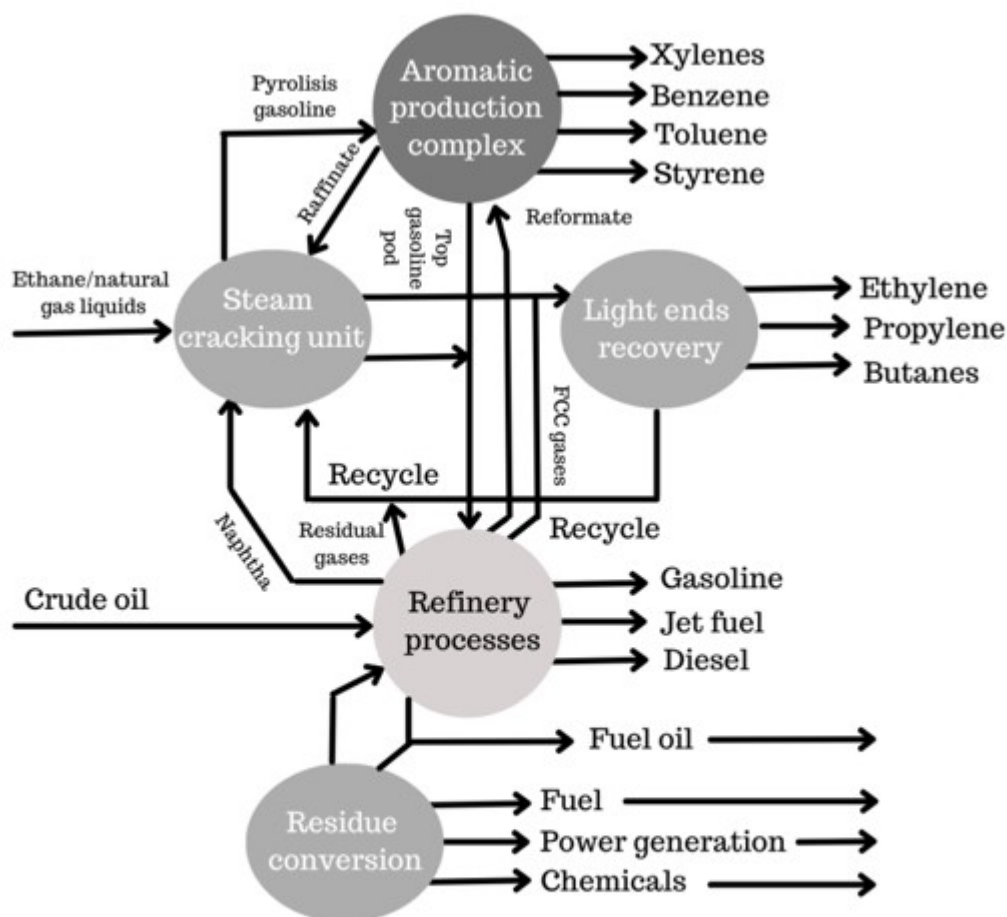 Aromatic
production
complex
Xylenes
Benzene
Toluene
Styrene
Pyrolisis
gasoline
Raffinate
Top
gasoline
pod
Reformate
Ethane/natural
gas liquids
Steam
cracking unit
Light ends
recovery
Ethylene
Propylene
Butanes
FCC gases
Recycle
Naphtha
Residual
gases
Recycle
Crude oil
Refinery
processes
Gasoline
Jet fuel
Diesel
Fuel oil
Residue
conversion
Fuel
Power generation
Chemicals